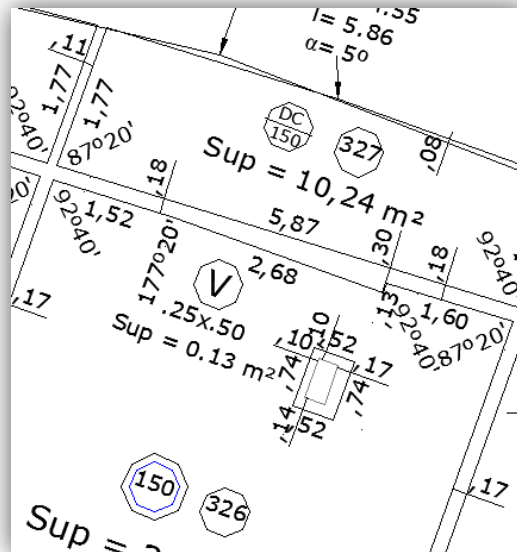 l= 5.86
α= 5º
,11
1,77
1,77
92º40'
87º20'
DC
150
327
,08
Sup = 10,24 m²
,18
5,87
,30
,18
92º40'
1,52
92º40'
177º20'
2,68
V
,13
92º40'
1,60
87º20'
,17
.25x.50
Sup = 0.13 m²
,10
,10
,52
,17
,74
,74
,14
,52
150
326
,17
Sup =